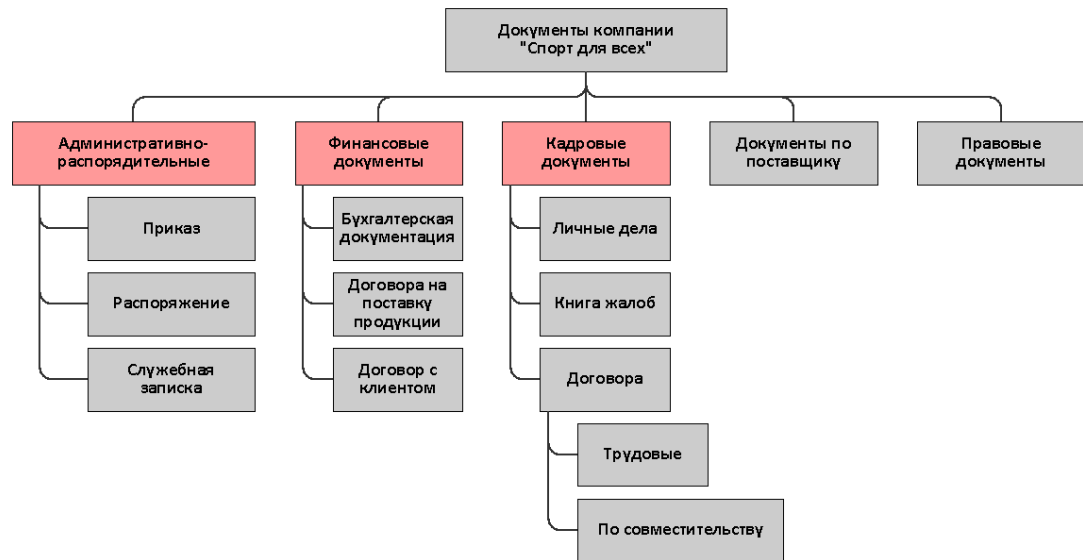 Документы компании
"Спорт для всех"
Административно-
распорядительные
Финансовые
документы
Кадровые
документы
Документы по
поставщику
Правовые
документы
Приказ
Распоряжение
Служебная
записка
Бухгалтерская
документация
Договора на
поставку
продукции
Договор с
клиентом
Личные дела
Книга жалоб
Договора
Трудовые
По совместительству